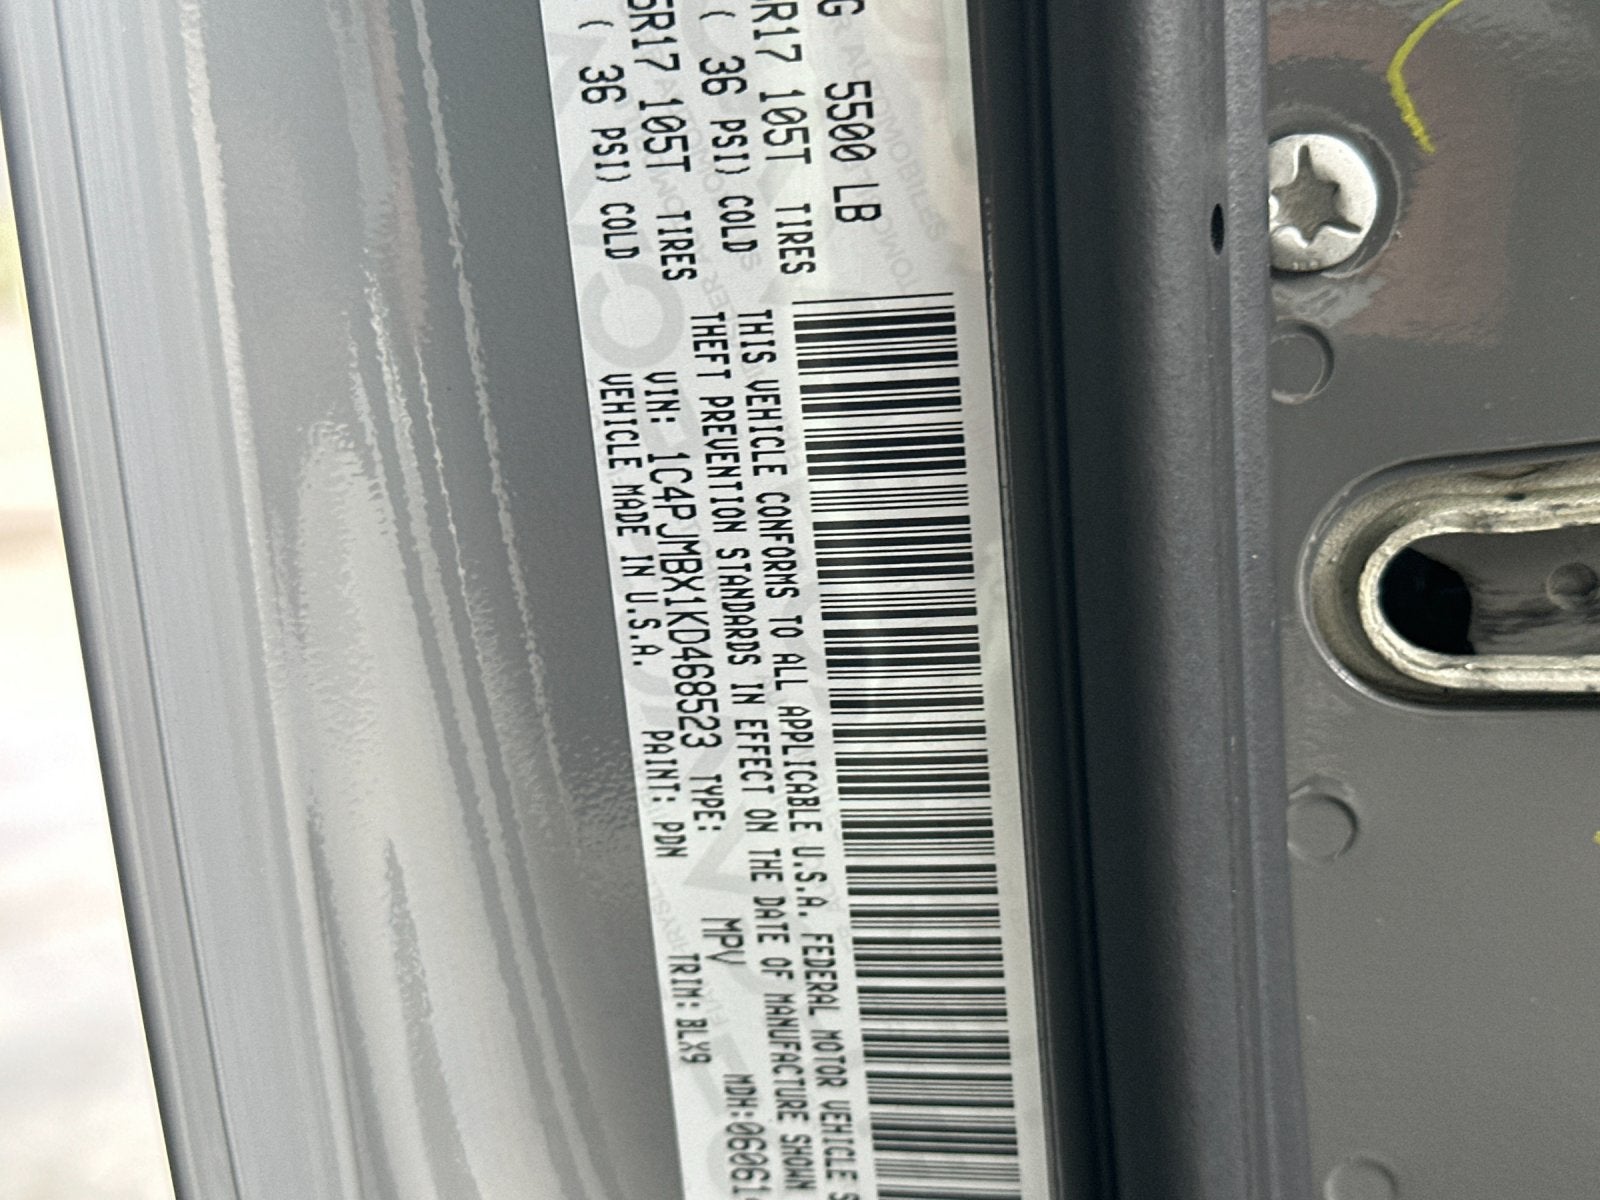 G 5500 LB
R17 105T TIRES
( 36 PSI) COLD
5R17 105T TIRES
( 36 PSI) COLD
THIS VEHICLE CONFORMS TO ALL APPLICABLE U.S.A. FEDERAL MOTOR VEHICLE S
THEFT PREVENTION STANDARDS IN EFFECT ON THE DATE OF MANUFACTURE SHOWN
VIN: 1C4PJMBX1KD468523 TYPE: MPV MDH:06061
VEHICLE MADE IN U.S.A. PAINT: PDN TRIM: BLX9